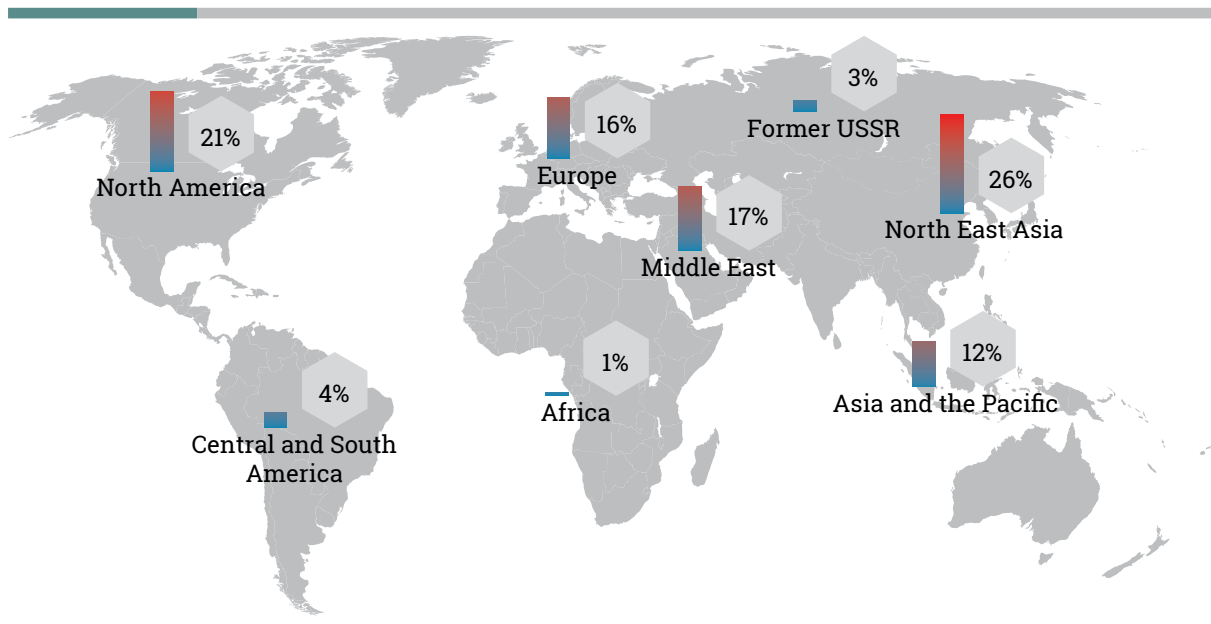 3%
Former USSR
21%
North America
16%
Europe
26%
North East Asia
17%
Middle East
1%
Africa
12%
Asia and the Pacific
4%
Central and South
America